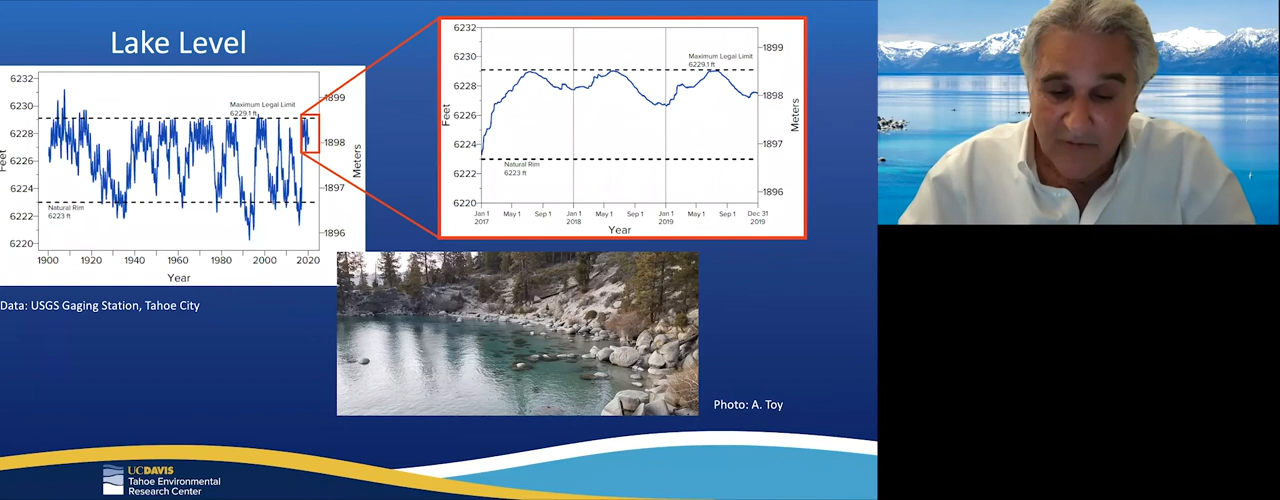 Lake Level
6232
6230
6228
6226
6224
6222
6220
Feet
1899
1898
1897
1896
Meters
Maximum Legal Limit
6229.1 ft
Natural Rim
6223 ft
1900 1920 1940 1960 1980 2000 2020
Year
6232
6230
6228
6226
6224
6222
6220
Feet
1899
1898
1897
1896
Meters
Maximum Legal Limit
6229.1 ft
Natural Rim
6223 ft
Jan 1 May 1 Sep 1 Jan 1 May 1 Sep 1 Jan 1 May 1 Sep 1 Dec 31
2017 2018 2019 2019
Year
Data: USGS Gaging Station, Tahoe City
Photo: A. Toy
UCDAVIS
Tahoe Environmental
Research Center